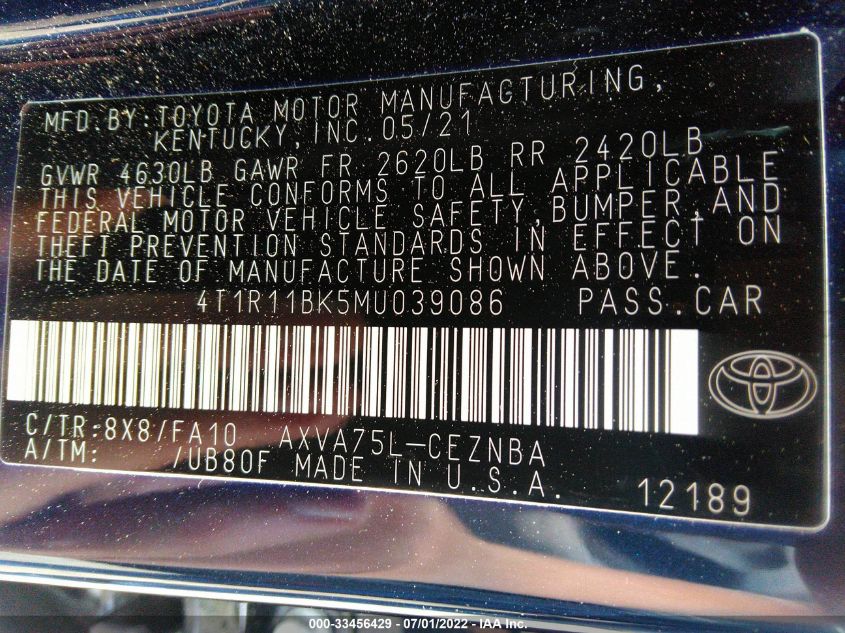 MFD.BY:TOYOTA MOTOR MANUFACTURING,
KENTUCKY,INC.05/21
GVWR 4630LB GAWR FR 2620LB RR 2420LB
THIS VEHICLE CONFORMS TO ALL APPLICABLE
FEDERAL MOTOR VEHICLE SAFETY,BUMPER,AND
THEFT PREVENTION STANDARDS IN EFFECT ON
THE DATE OF MANUFACTURE SHOWN ABOVE.
4T1R11BK5MU039086 PASS.CAR
C/TR:8X8/FA10 AXVA75L-CEZNBA
A/TM: /UB80F MADE IN U.S.A.
12189
000-33456429 - 07/01/2022 - IAA Inc.